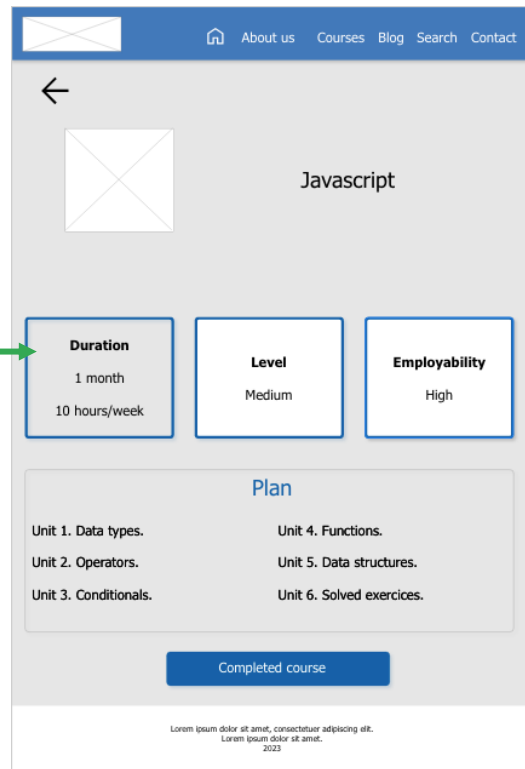 About us Courses Blog Search Contact
Javascript
Duration
1 month
10 hours/week
Level
Medium
Employability
High
Plan
Unit 1. Data types.
Unit 2. Operators.
Unit 3. Conditionals.
Unit 4. Functions.
Unit 5. Data structures.
Unit 6. Solved exercices.
Completed course
Lorem ipsum dolor sit amet, consectetuer adipiscing elit.
Lorem ipsum dolor sit amet.
2023